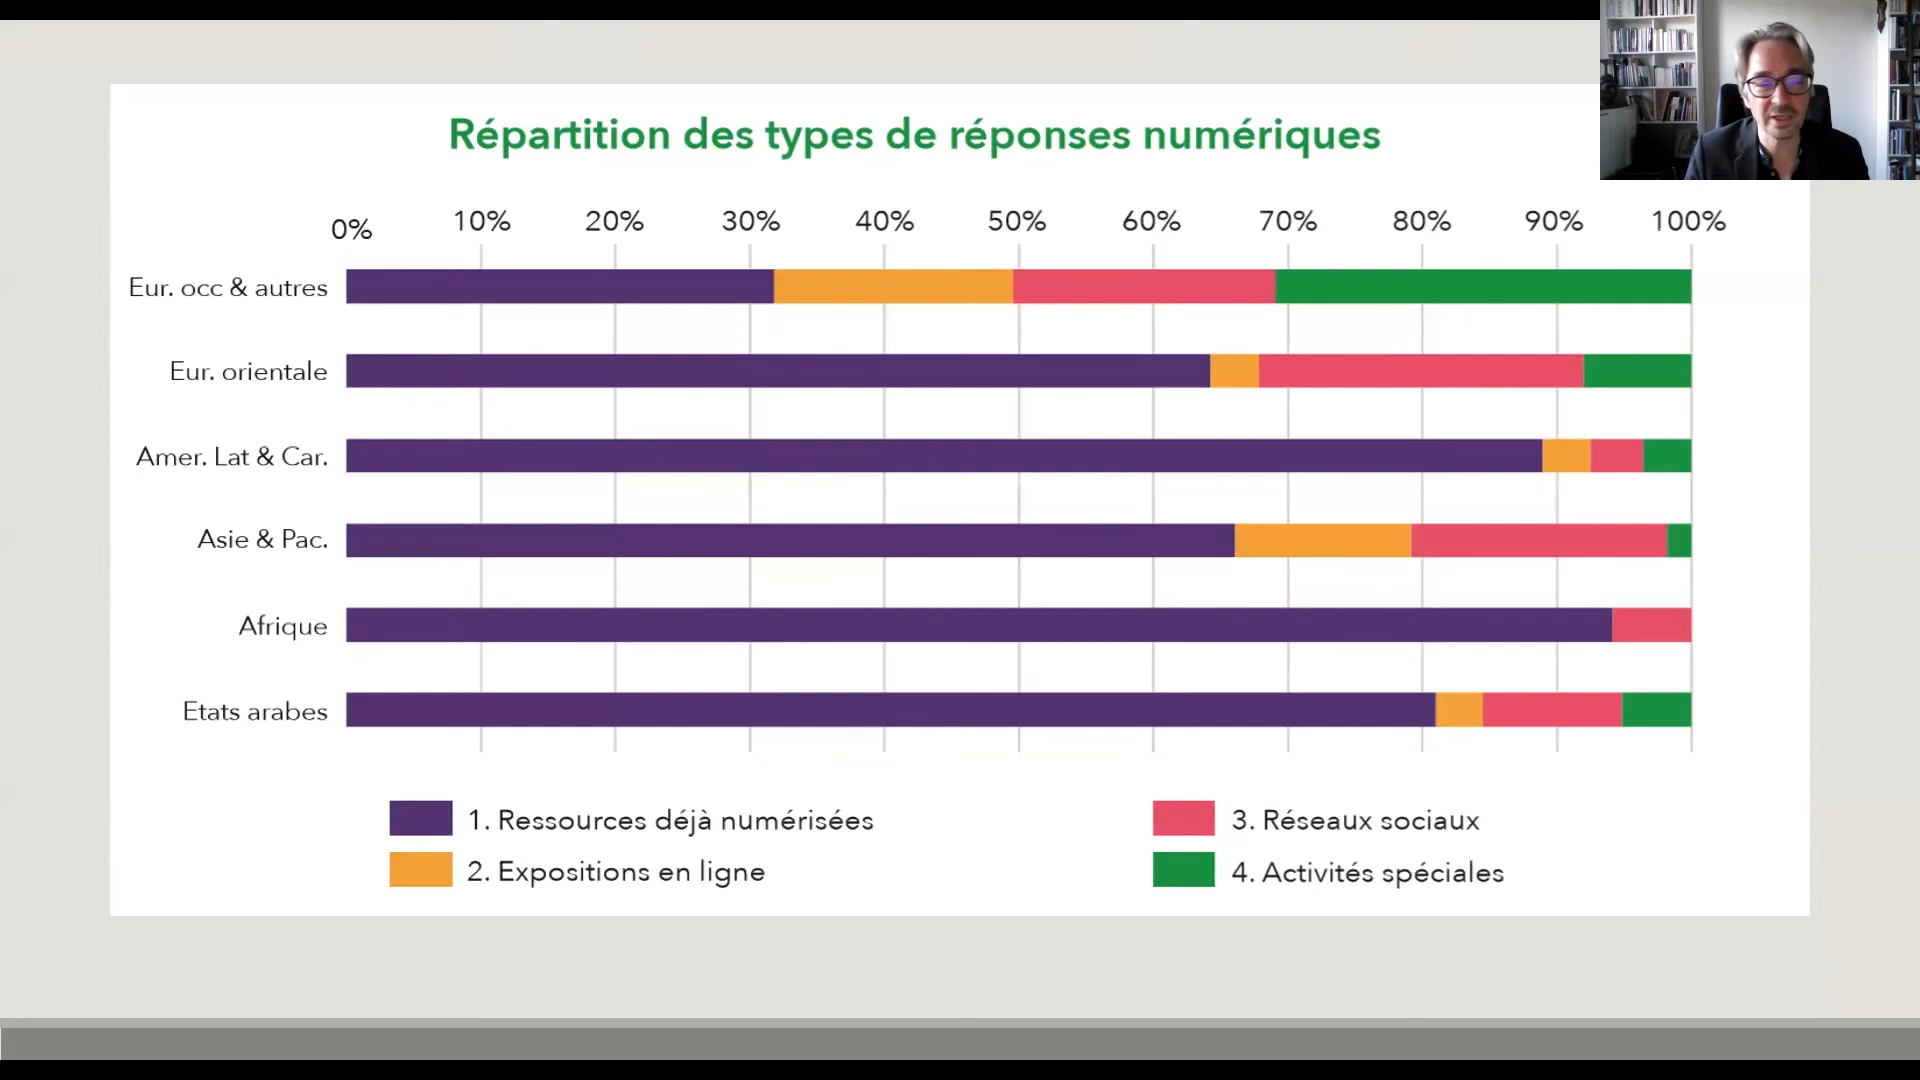 Répartition des types de réponses numériques
0% 10% 20% 30% 40% 50% 60% 70% 80% 90% 100%
Eur. occ & autres
Eur. orientale
Amer. Lat & Car.
Asie & Pac.
Afrique
Etats arabes
1. Ressources déjà numérisées
2. Expositions en ligne
3. Réseaux sociaux
4. Activités spéciales